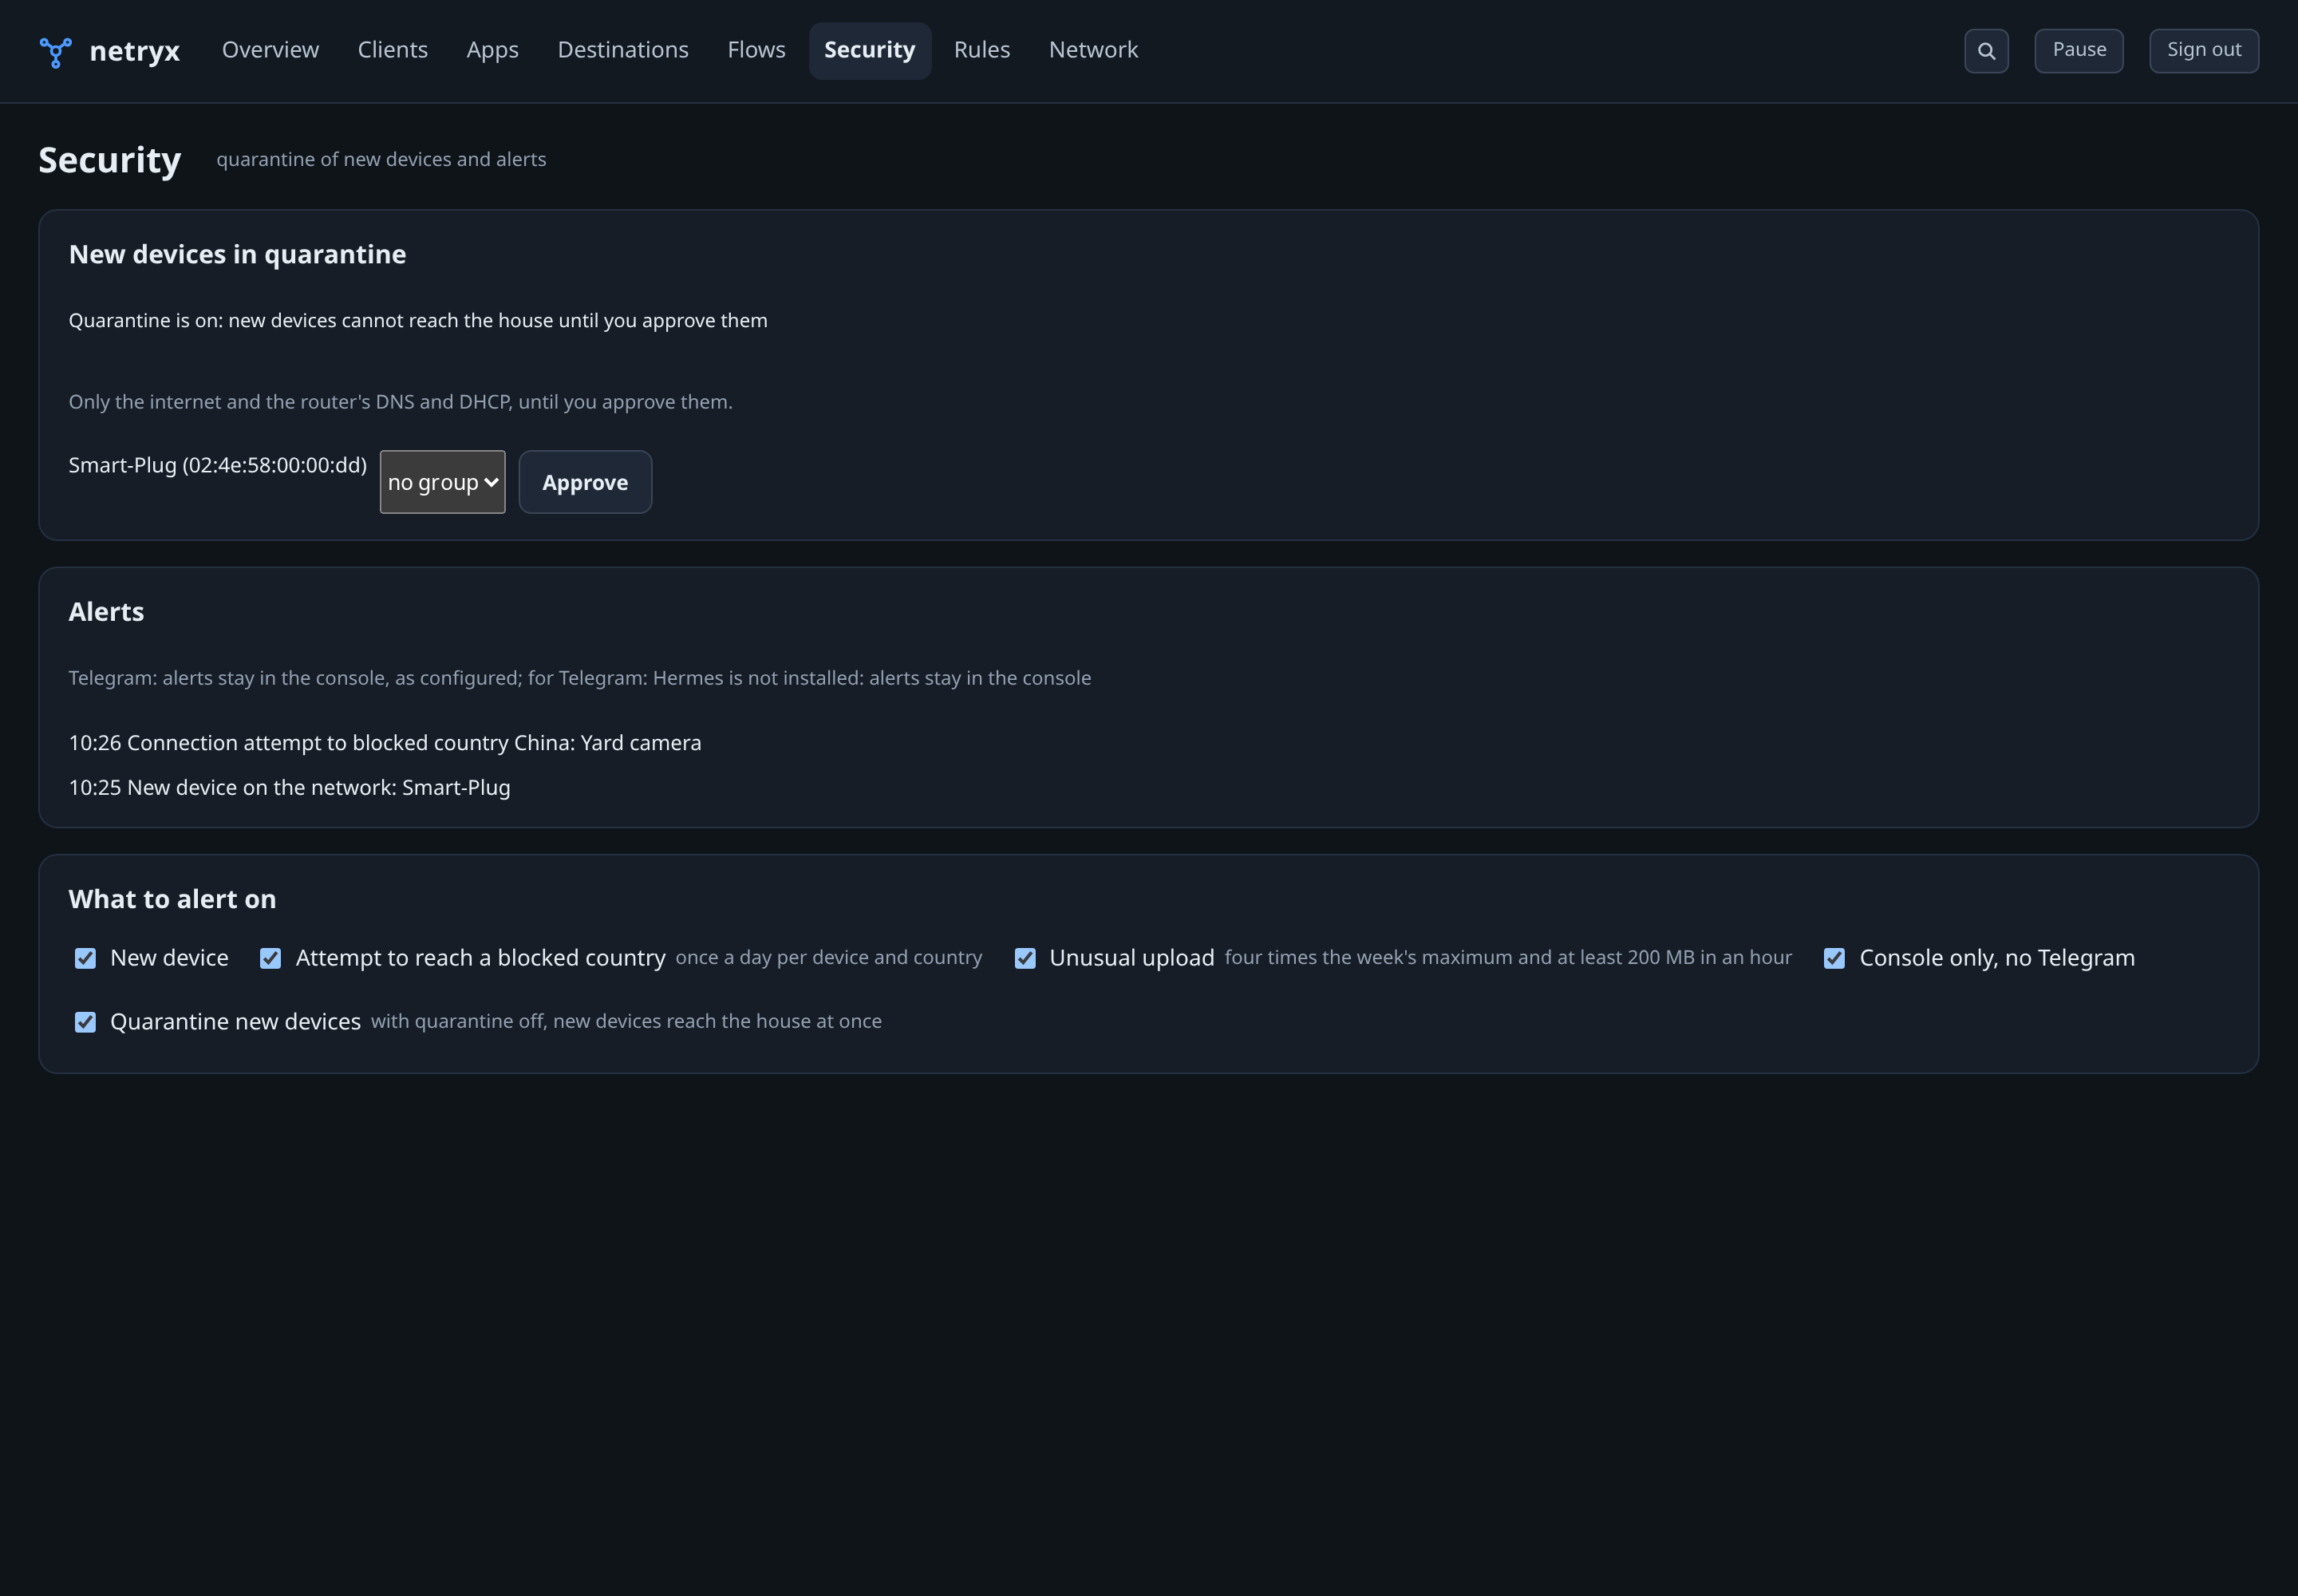 netryx Overview Clients Apps Destinations Flows Security Rules Network Pause Sign out
Security quarantine of new devices and alerts
New devices in quarantine
Quarantine is on: new devices cannot reach the house until you approve them
Only the internet and the router's DNS and DHCP, until you approve them.
Smart-Plug (02:4e:58:00:00:dd) no group Approve
Alerts
Telegram: alerts stay in the console, as configured; for Telegram: Hermes is not installed: alerts stay in the console
10:26 Connection attempt to blocked country China: Yard camera
10:25 New device on the network: Smart-Plug
What to alert on
New device Attempt to reach a blocked country once a day per device and country Unusual upload four times the week's maximum and at least 200 MB in an hour Console only, no Telegram
Quarantine new devices with quarantine off, new devices reach the house at once